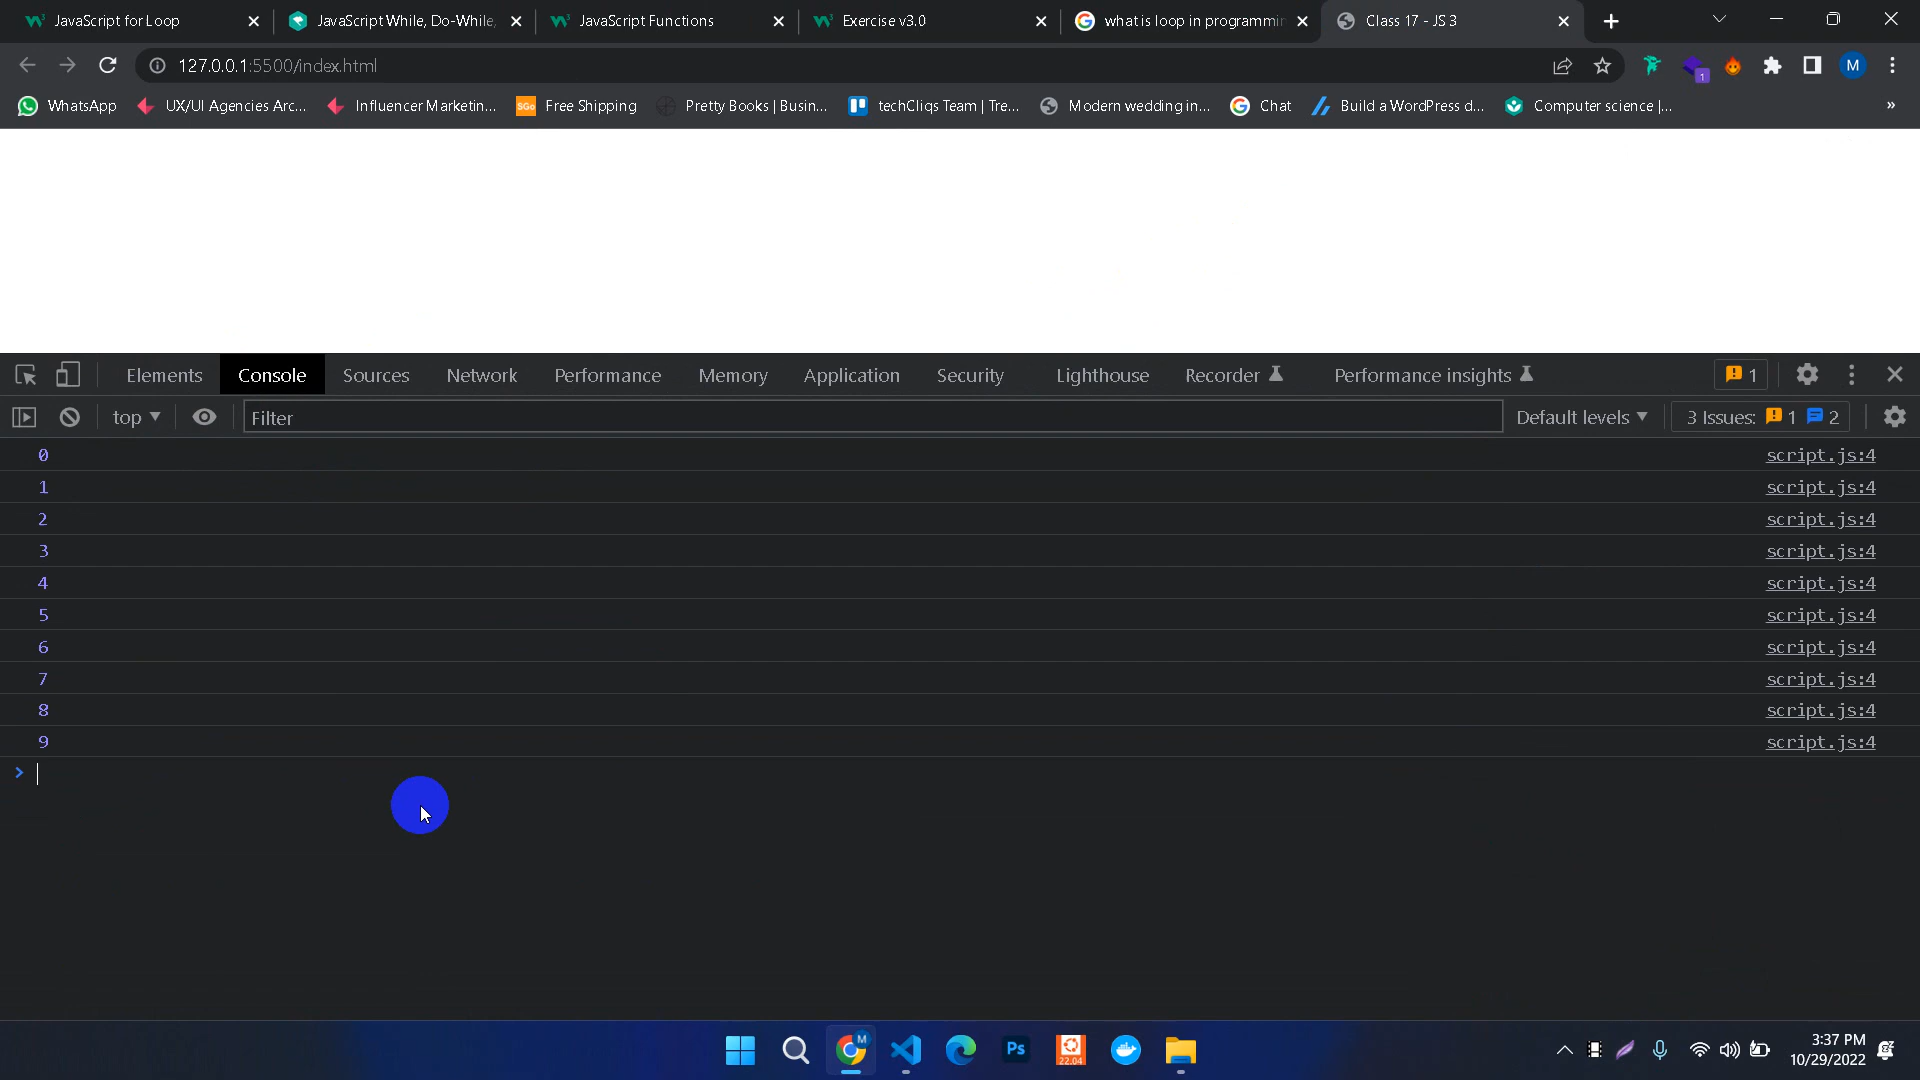 JavaScript for Loop
JavaScript While, Do-While,
JavaScript Functions
Exercise v3.0
what is loop in programmin
Class 17 - JS 3
127.0.0.1:5500/index.html
1
M
WhatsApp
UX/UI Agencies Arc...
Influencer Marketin...
SGo
Free Shipping
Pretty Books | Busin...
techCliqs Team | Tre...
Modern wedding in...
Chat
Build a WordPress d...
Computer science |...
»
Elements
Console
Sources
Network
Performance
Memory
Application
Security
Lighthouse
Recorder
Performance insights
1
top
Filter
Default levels
3 Issues: 1 2
0 script.js:4
1 script.js:4
2 script.js:4
3 script.js:4
4 script.js:4
5 script.js:4
6 script.js:4
7 script.js:4
8 script.js:4
9 script.js:4
>
M
Ps
22.04
3:37 PM
10/29/2022